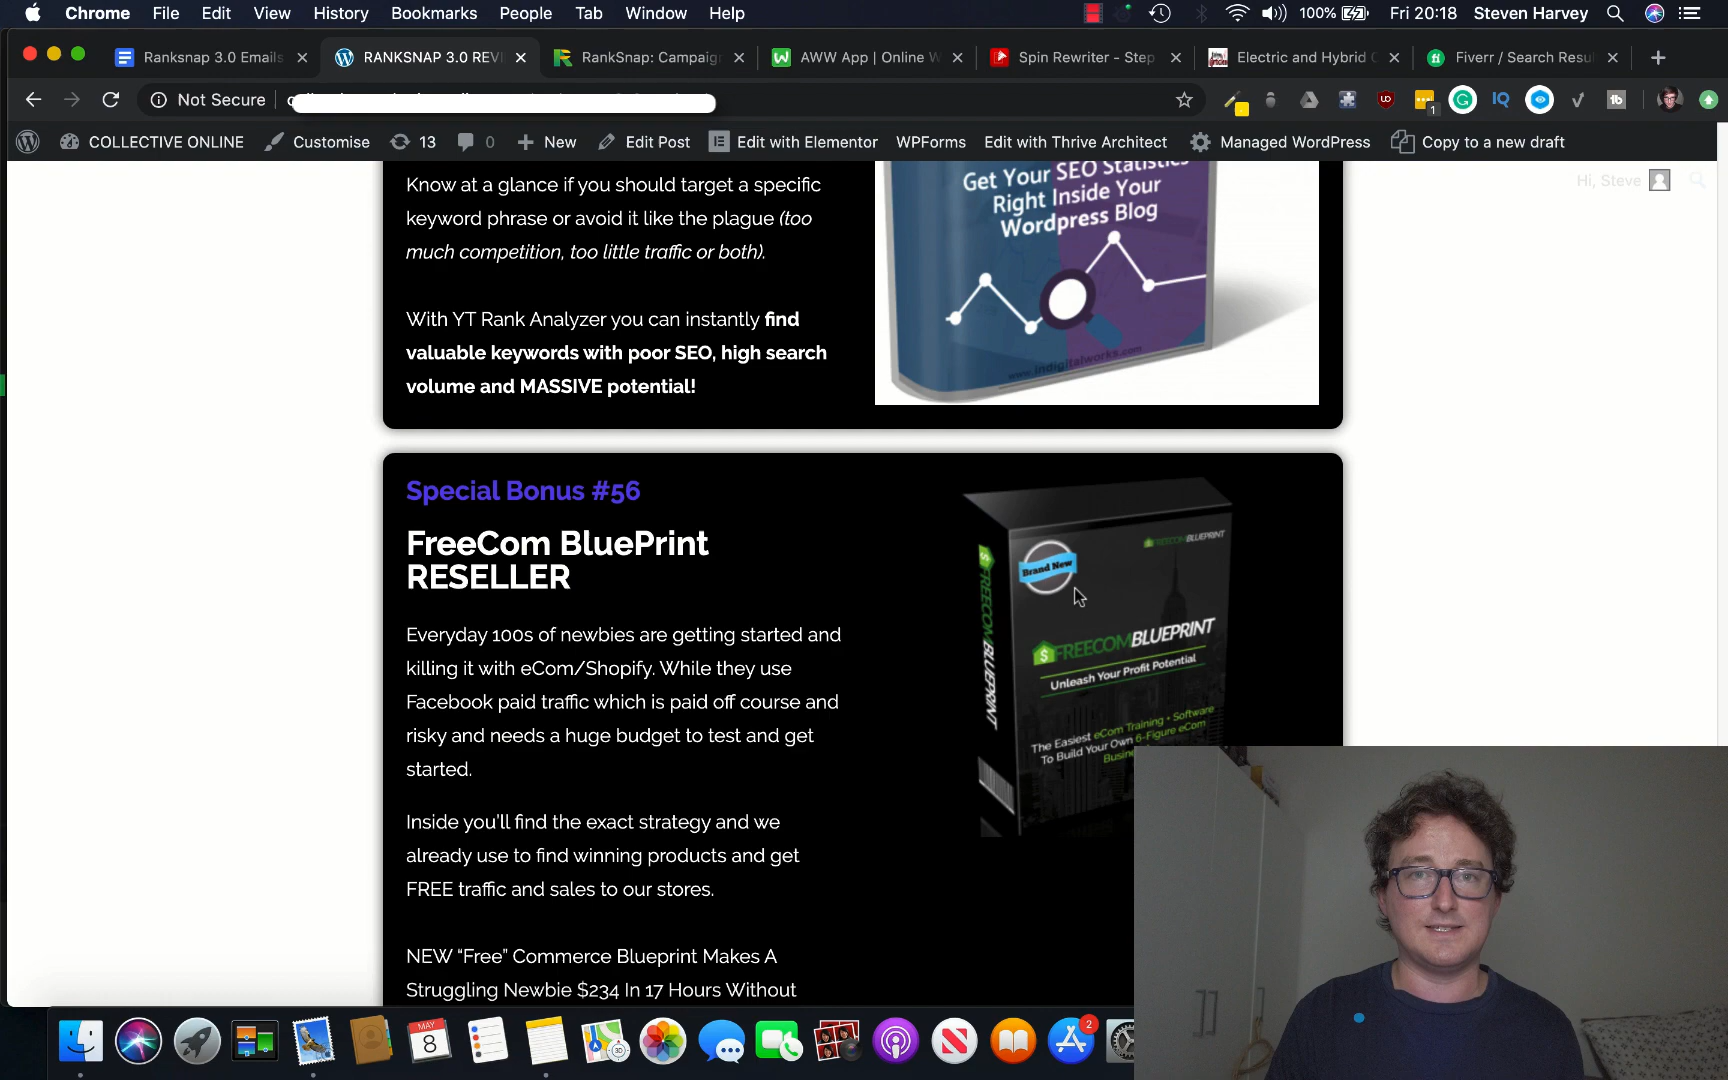 Chrome File Edit View History Bookmarks People Tab Window Help 100% Fri 20:18 Steven Harvey
Ranksnap 3.0 Emails RANKSNAP 3.0 REVI RankSnap: Campaign AWW App | Online W Spin Rewriter - Step Electric and Hybrid C Fiverr / Search Resu
Not Secure
COLLECTIVE ONLINE Customise 13 0 New Edit Post Edit with Elementor WPForms Edit with Thrive Architect Managed WordPress Copy to a new draft
Hi, Steve
Know at a glance if you should target a specific
keyword phrase or avoid it like the plague (too
much competition, too little traffic or both).
With YT Rank Analyzer you can instantly find
valuable keywords with poor SEO, high search
volume and MASSIVE potential!
Get Your SEO Statistics
Right Inside Your
Wordpress Blog
www.indigitalworks.com
Special Bonus #56
FreeCom BluePrint
RESELLER
Everyday 100s of newbies are getting started and
killing it with eCom/Shopify. While they use
Facebook paid traffic which is paid off course and
risky and needs a huge budget to test and get
started.
Inside you'll find the exact strategy and we
already use to find winning products and get
FREE traffic and sales to our stores.
NEW “Free” Commerce Blueprint Makes A
Struggling Newbie $234 In 17 Hours Without
FREECOMBLUEPRINT
Brand New
FREECOMBLUEPRINT
FREECOMBLUEPRINT
Unleash Your Profit Potential
The Easiest eCom Training + Software
To Build Your Own 6-Figure eCom
MAY
8
2